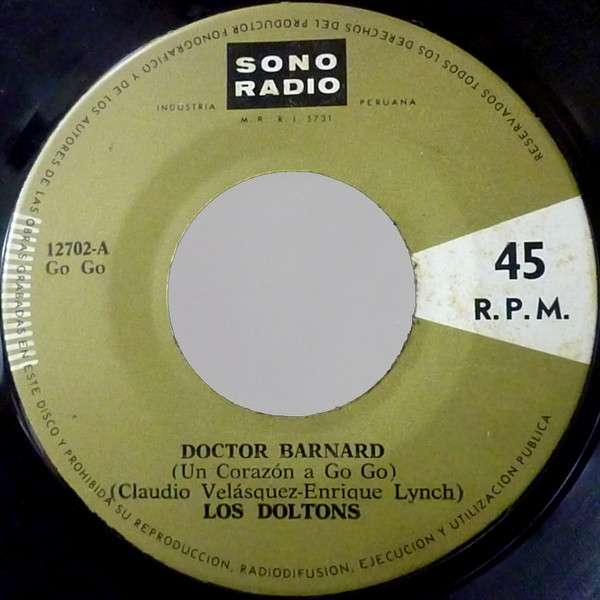 SONO
RADIO
INDUSTRIA PERUANA
M. R. R. I. 5731
RESERVADOS TODOS LOS DERECHOS DEL PRODUCTOR FONOGRAFICO Y DE LOS AUTORES DE LAS OBRAS GRABADAS EN ESTE DISCO Y PROHIBIDA SU REPRODUCCION, RADIODIFUSION, EJECUCION Y UTILIZACION PUBLICA
12702-A
Go Go
45
R.P.M.
DOCTOR BARNARD
(Un Corazón a Go Go)
(Claudio Velásquez-Enrique Lynch)
LOS DOLTONS